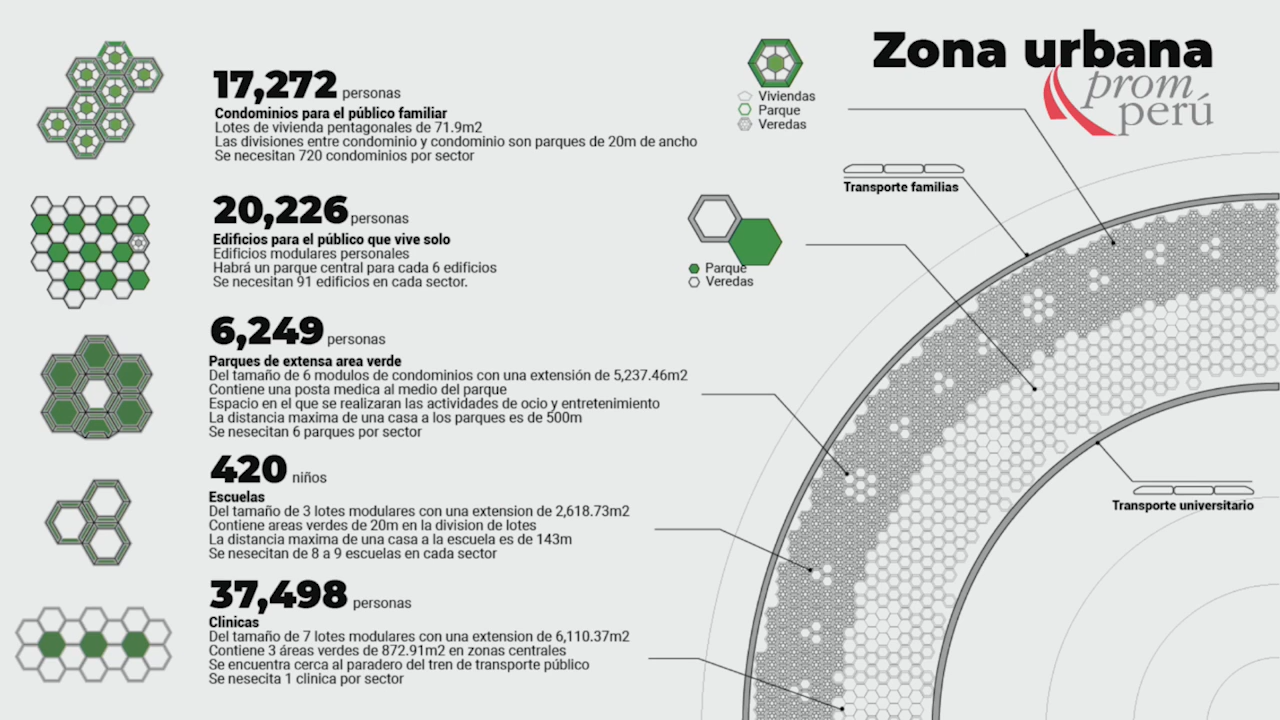 Zona urbana
prom
perú
17,272 personas
Condominios para el público familiar
Lotes de vivienda pentagonales de 71.9m2
Las divisiones entre condominio y condominio son parques de 20m de ancho
Se necesitan 720 condominios por sector
Viviendas
Parque
Veredas
Transporte familias
20,226 personas
Edificios para el público que vive solo
Edificios modulares personales
Habrá un parque central para cada 6 edificios
Se necesitan 91 edificios en cada sector.
Parque
Veredas
6,249 personas
Parques de extensa area verde
Del tamaño de 6 modulos de condominios con una extensión de 5,237.46m2
Contiene una posta medica al medio del parque
Espacio en el que se realizaran las actividades de ocio y entretenimiento
La distancia maxima de una casa a los parques es de 500m
Se nesecitan 6 parques por sector
420 niños
Escuelas
Del tamaño de 3 lotes modulares con una extension de 2,618.73m2
Contiene areas verdes de 20m en la division de lotes
La distancia maxima de una casa a la escuela es de 143m
Se nesecitan de 8 a 9 escuelas en cada sector
Transporte universitario
37,498 personas
Clinicas
Del tamaño de 7 lotes modulares con una extension de 6,110.37m2
Contiene 3 áreas verdes de 872.91m2 en zonas centrales
Se encuentra cerca al paradero del tren de transporte público
Se nesecita 1 clinica por sector